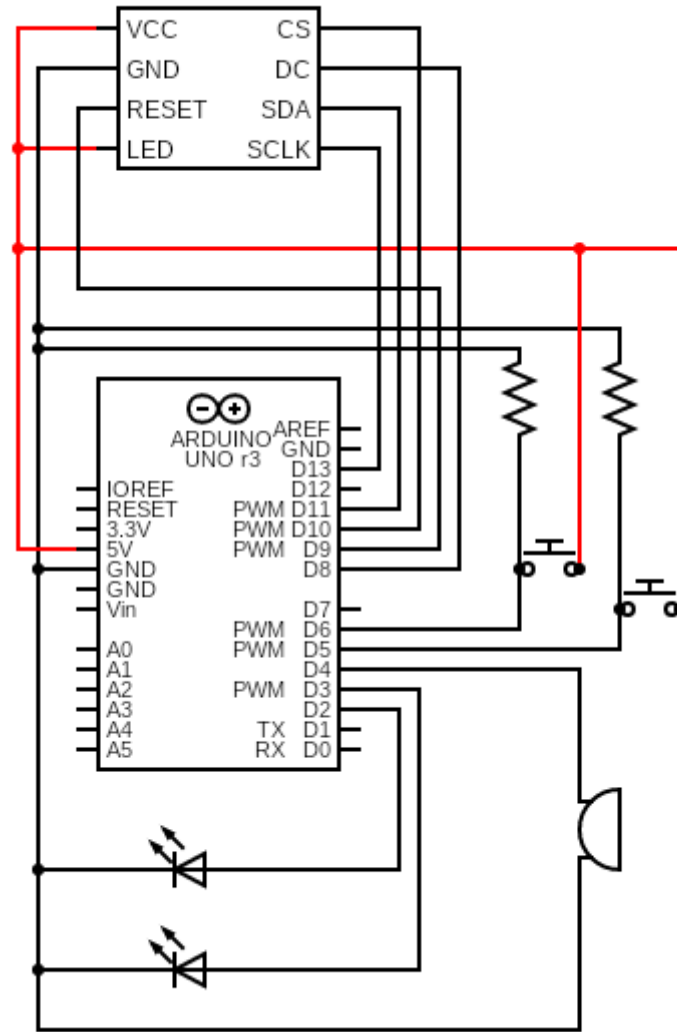 VCC CS
GND DC
RESET SDA
LED SCLK
ARDUINO
UNO r3
AREF
GND
D13
IOREF D12
RESET PWM D11
3.3V PWM D10
5V PWM D9
GND D8
GND
Vin D7
PWM D6
A0 PWM D5
A1 D4
A2 PWM D3
A3 D2
A4 TX D1
A5 RX D0